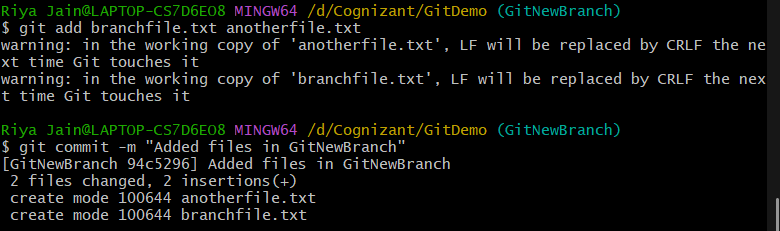 Riya Jain@LAPTOP-CS7D6EO8 MINGW64 /d/Cognizant/GitDemo (GitNewBranch)
$ git add branchfile.txt anotherfile.txt
warning: in the working copy of 'anotherfile.txt', LF will be replaced by CRLF the ne
xt time Git touches it
warning: in the working copy of 'branchfile.txt', LF will be replaced by CRLF the nex
t time Git touches it
Riya Jain@LAPTOP-CS7D6EO8 MINGW64 /d/Cognizant/GitDemo (GitNewBranch)
$ git commit -m "Added files in GitNewBranch"
[GitNewBranch 94c5296] Added files in GitNewBranch
 2 files changed, 2 insertions(+)
 create mode 100644 anotherfile.txt
 create mode 100644 branchfile.txt